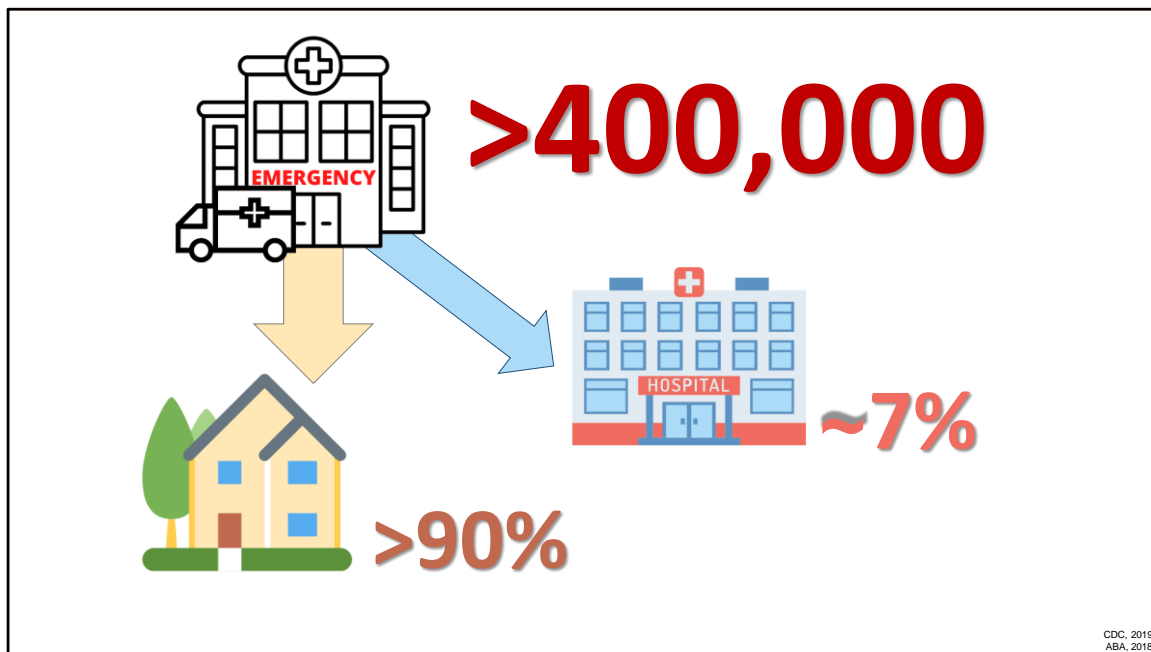 >400,000
EMERGENCY
HOSPITAL
~7%
>90%
CDC, 2019
ABA, 2018